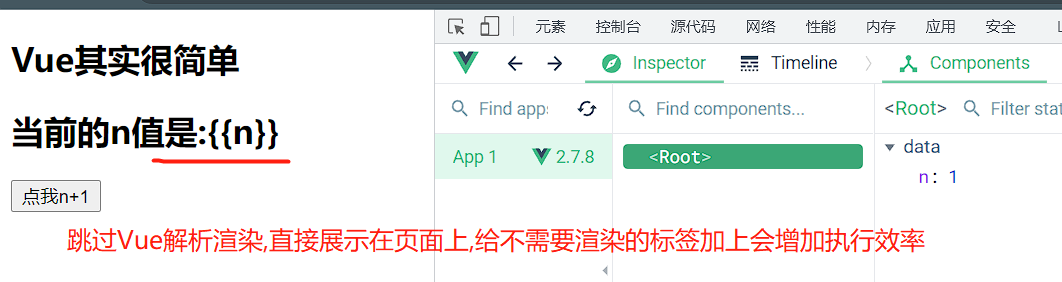 元素 控制台 源代码 网络 性能 内存 应用 安全
Vue其实很简单
Inspector Timeline Components
Find apps Find components... <Root> Filter stat
当前的n值是:{{n}}
App 1 2.7.8 <Root> data
n: 1
点我n+1
跳过Vue解析渲染,直接展示在页面上,给不需要渲染的标签加上会增加执行效率